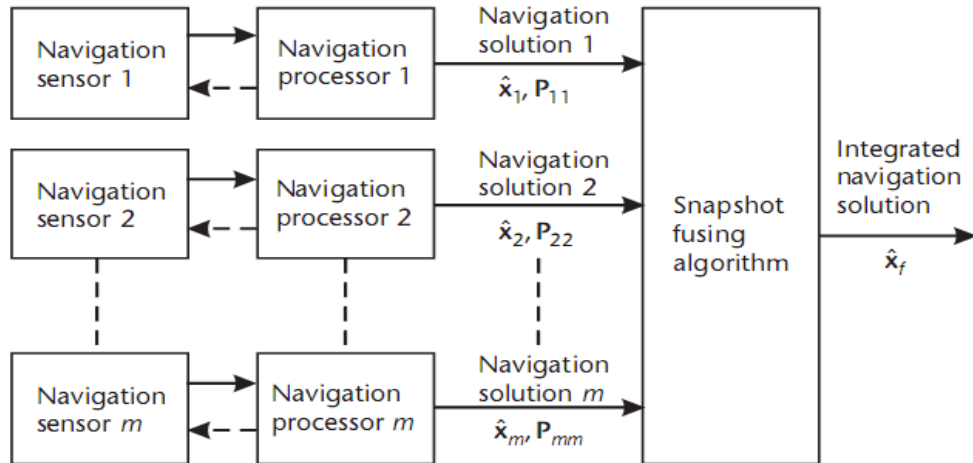 Navigation
sensor 1
Navigation
processor 1
Navigation
solution 1
x̂₁, P₁₁
Navigation
sensor 2
Navigation
processor 2
Navigation
solution 2
x̂₂, P₂₂
Navigation
sensor m
Navigation
processor m
Navigation
solution m
x̂ₘ, Pₘₘ
Snapshot
fusing
algorithm
Integrated
navigation
solution
x̂_f